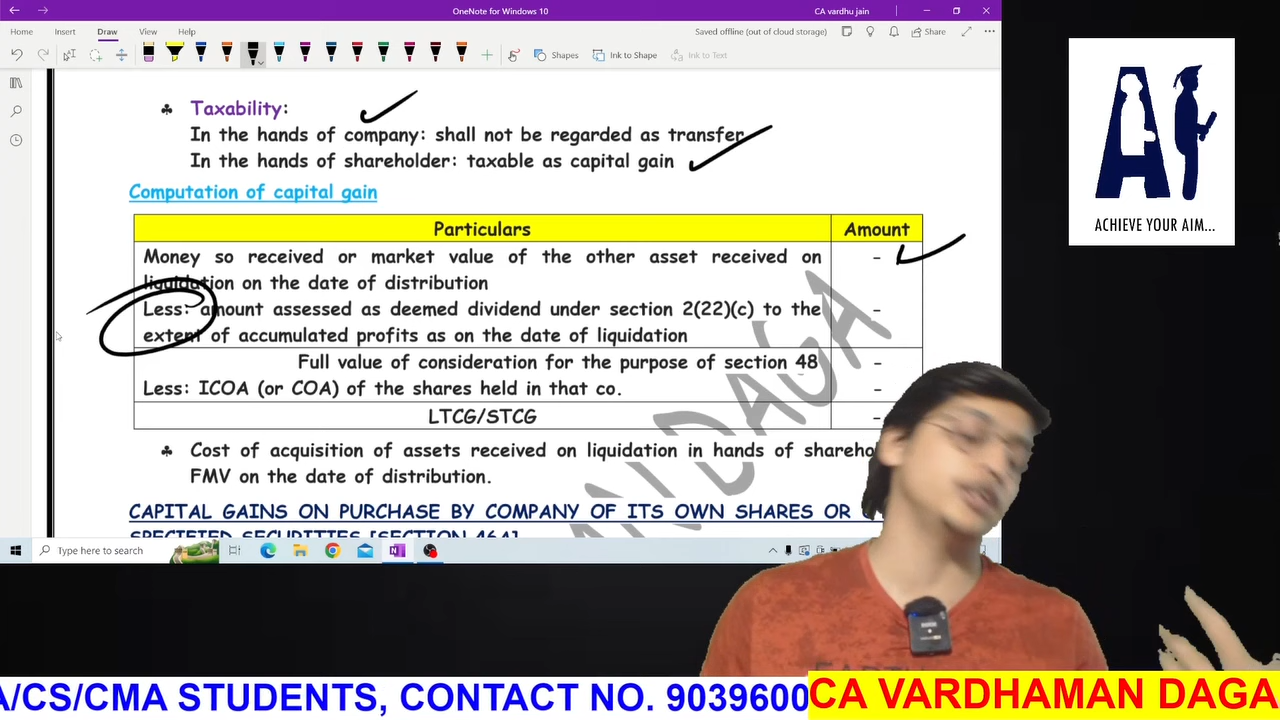 OneNote for Windows 10
CA vardhu jain
Home Insert Draw View Help
Saved offline (out of cloud storage)
Share
Shapes
Ink to Shape
Ink to Text
♣ Taxability:
In the hands of company: shall not be regarded as transfer
In the hands of shareholder: taxable as capital gain
Computation of capital gain
Particulars Amount
Money so received or market value of the other asset received on -
liquidation on the date of distribution
Less: amount assessed as deemed dividend under section 2(22)(c) to the -
extent of accumulated profits as on the date of liquidation
Full value of consideration for the purpose of section 48 -
Less: ICOA (or COA) of the shares held in that co. -
LTCG/STCG -
♣ Cost of acquisition of assets received on liquidation in hands of
FMV on the date of distribution.
CAPITAL GAINS ON PURCHASE BY COMPANY OF ITS OWN SHARES OR
SPECIFIED SECURITIES [SECTION 46A]
DAGA
Type here to search
AI
ACHIEVE YOUR AIM...
A/CS/CMA STUDENTS, CONTACT NO. 9039600
CA VARDHAMAN DAGA